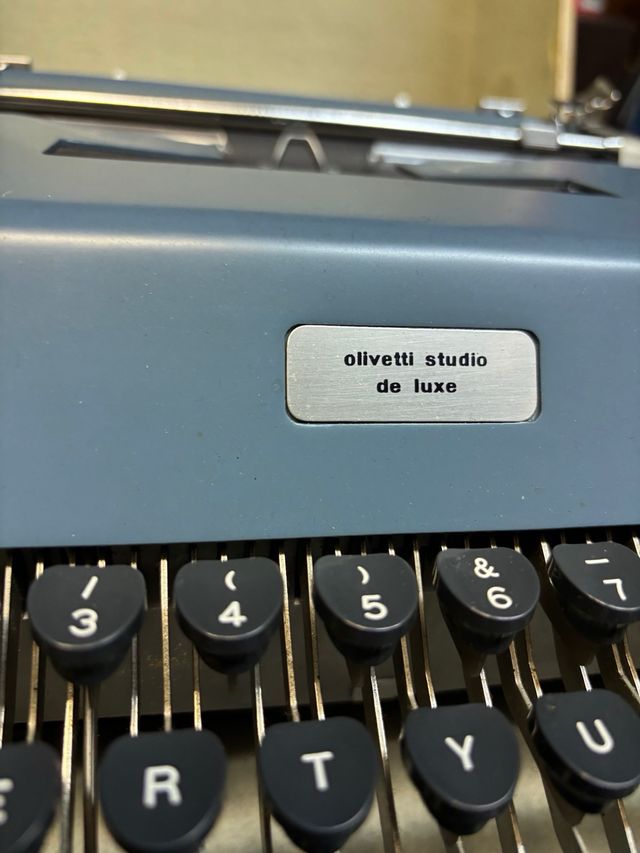 olivetti studio
de luxe
/ ( ) & –
3 4 5 6 7
E R T Y U